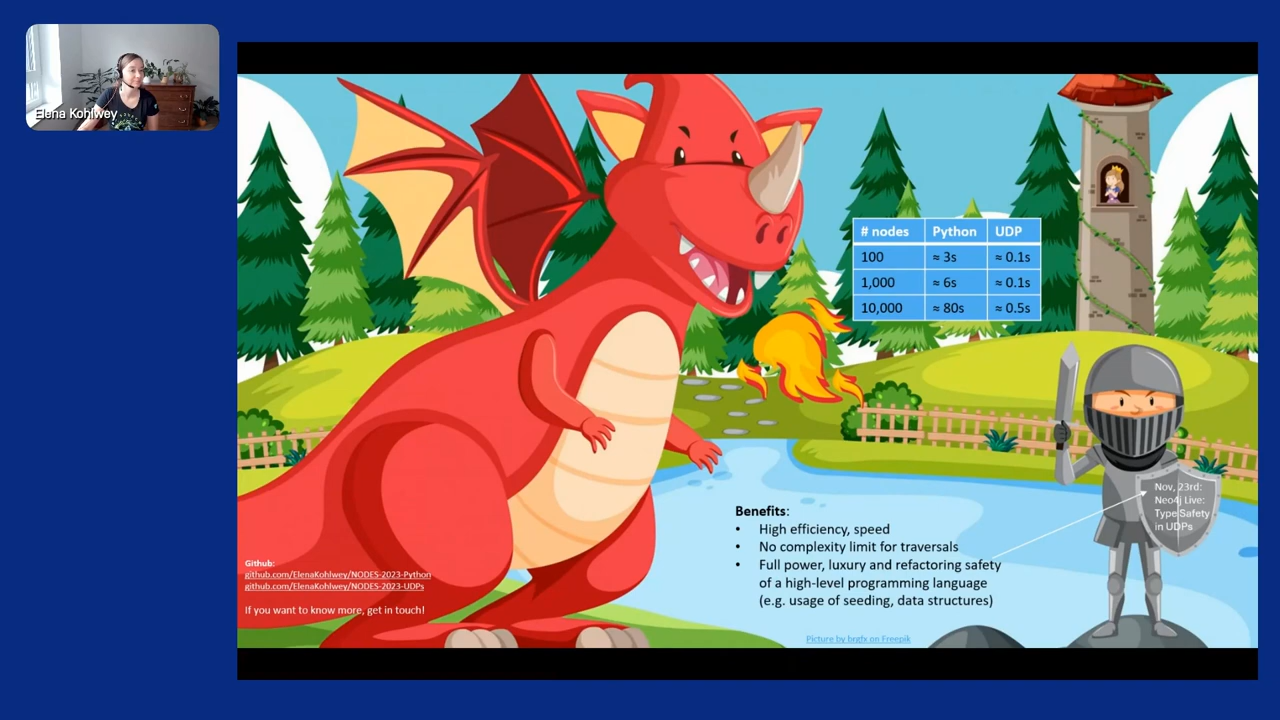 Elena Kohlwey
# nodes Python UDP
100 ≈ 3s ≈ 0.1s
1,000 ≈ 6s ≈ 0.1s
10,000 ≈ 80s ≈ 0.5s
Nov, 23rd:
Neo4j Live:
Type Safety
in UDPs
Benefits:
• High efficiency, speed
• No complexity limit for traversals
• Full power, luxury and refactoring safety
of a high-level programming language
(e.g. usage of seeding, data structures)
Github:
github.com/ElenaKohlwey/NODES-2023-Python
github.com/ElenaKohlwey/NODES-2023-UDPs
If you want to know more, get in touch!
Picture by brgfx on Freepik